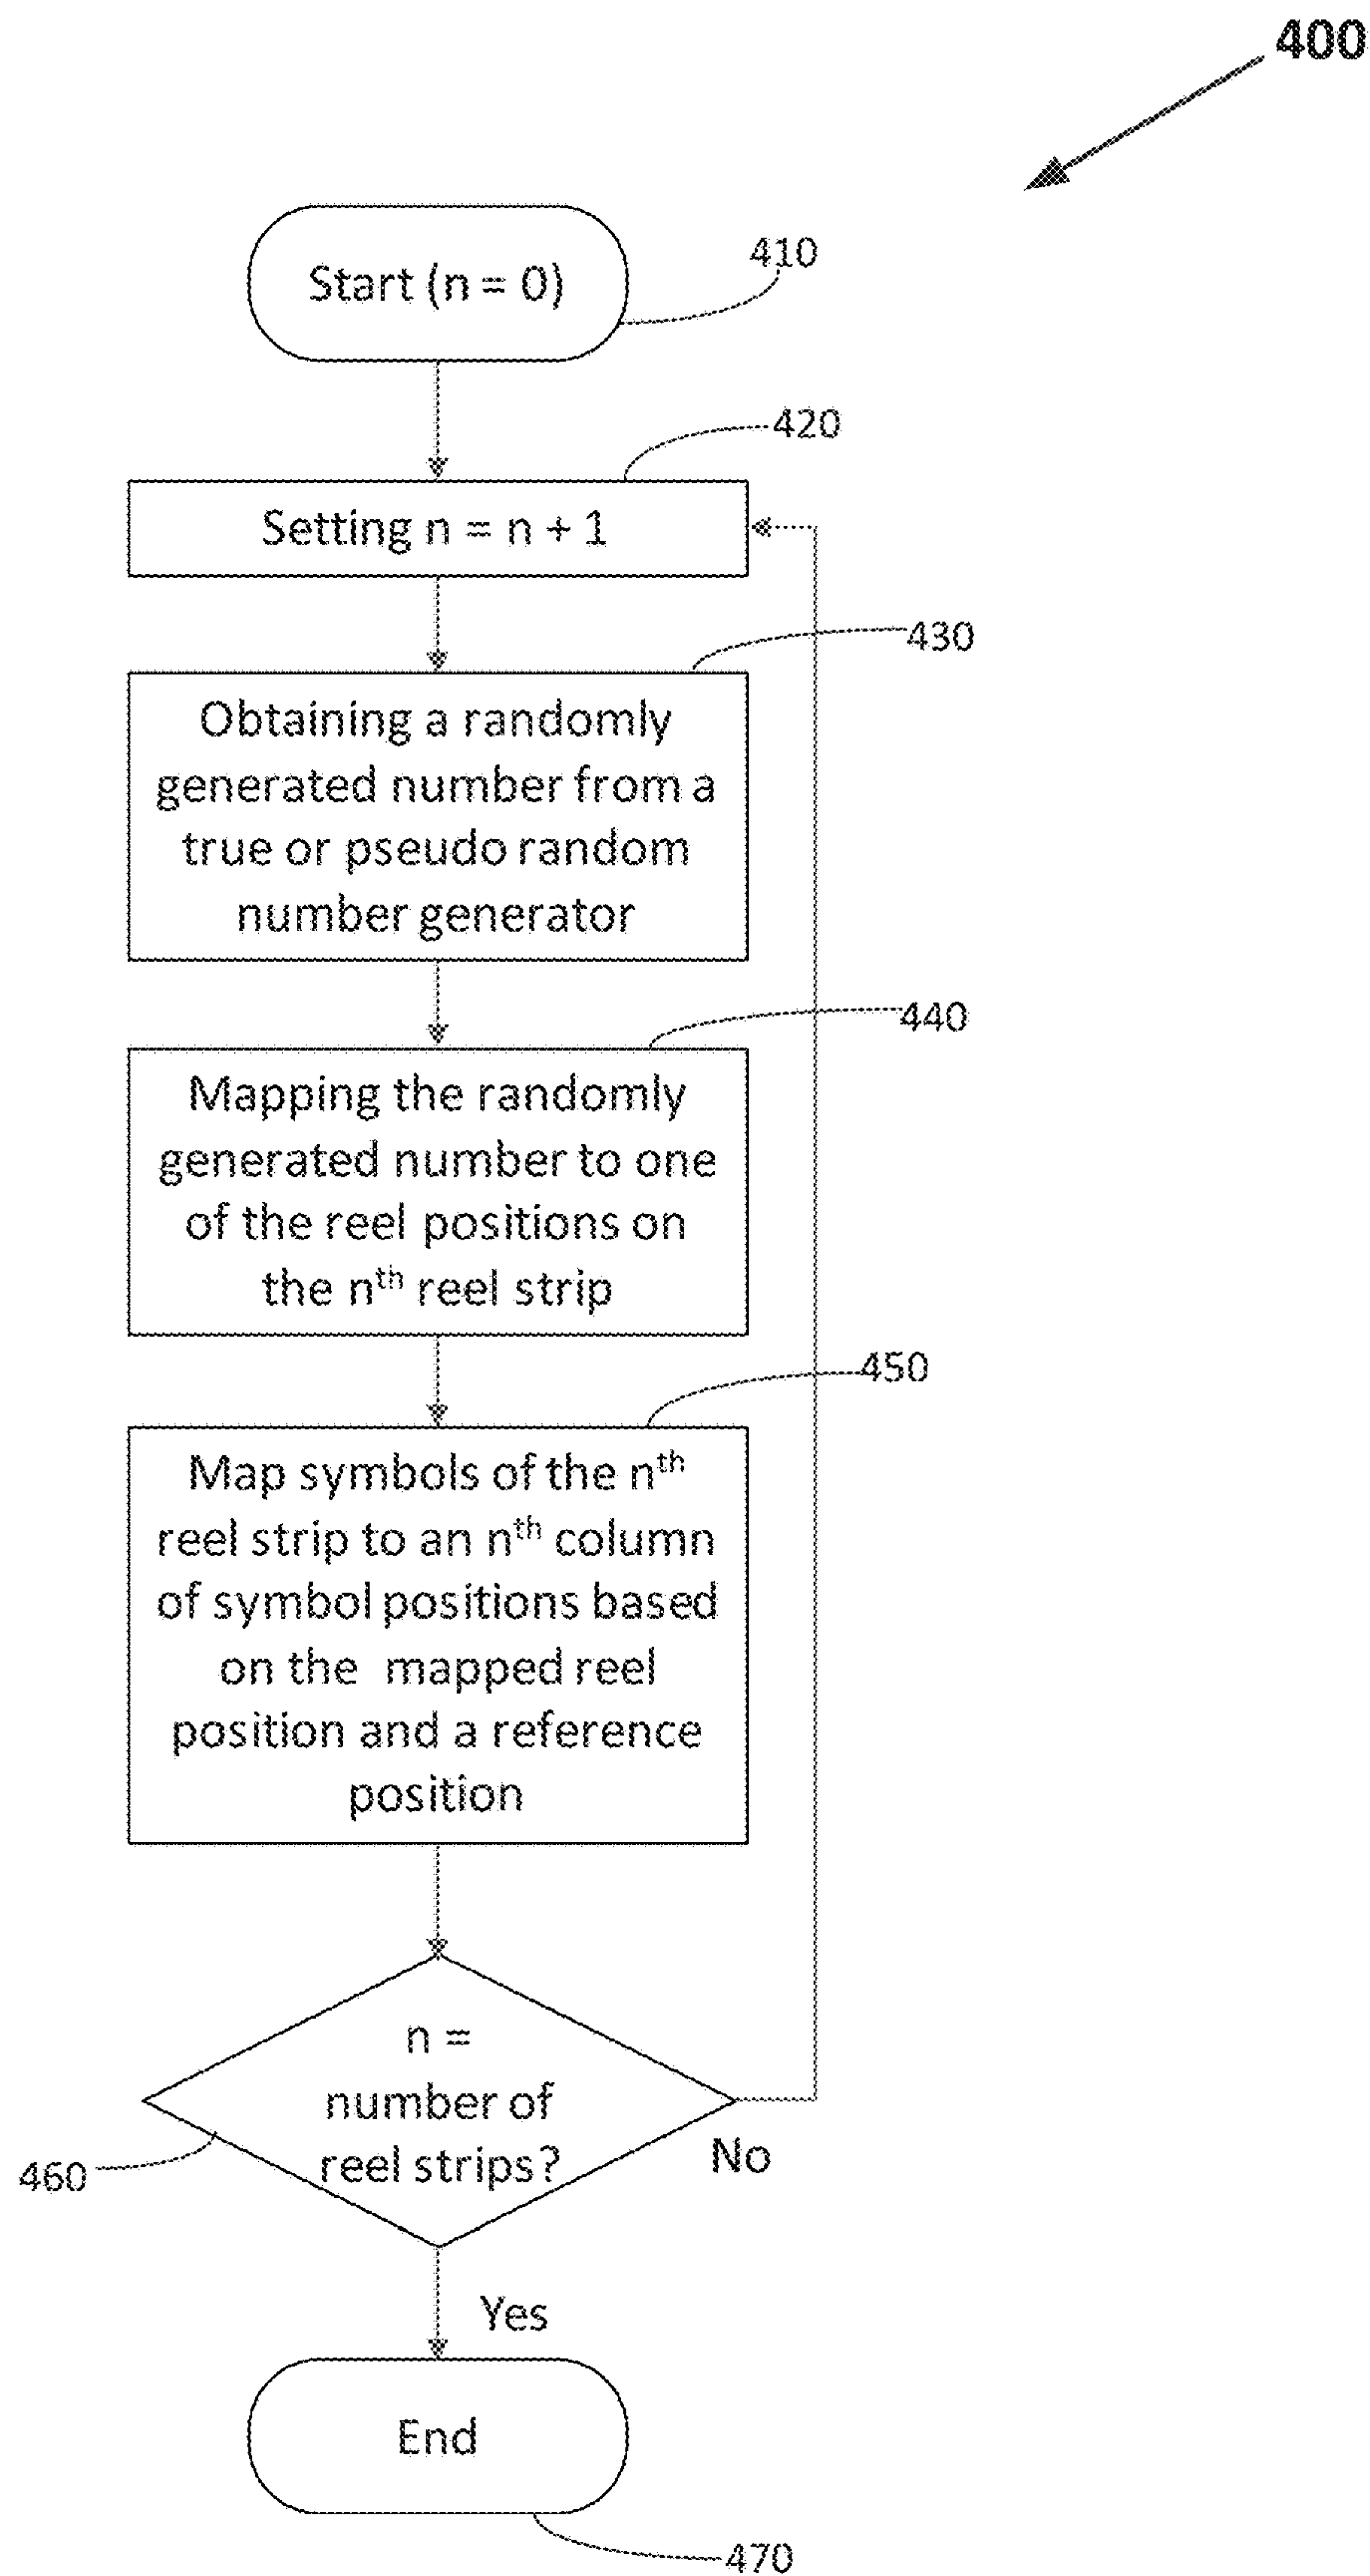 400
Start (n = 0)
410
420
Setting n = n + 1
430
Obtaining a randomly
generated number from a
true or pseudo random
number generator
440
Mapping the randomly
generated number to one
of the reel positions on
the nth reel strip
450
Map symbols of the nth
reel strip to an nth column
of symbol positions based
on the mapped reel
position and a reference
position
n =
number of
reel strips?
No
460
Yes
End
470